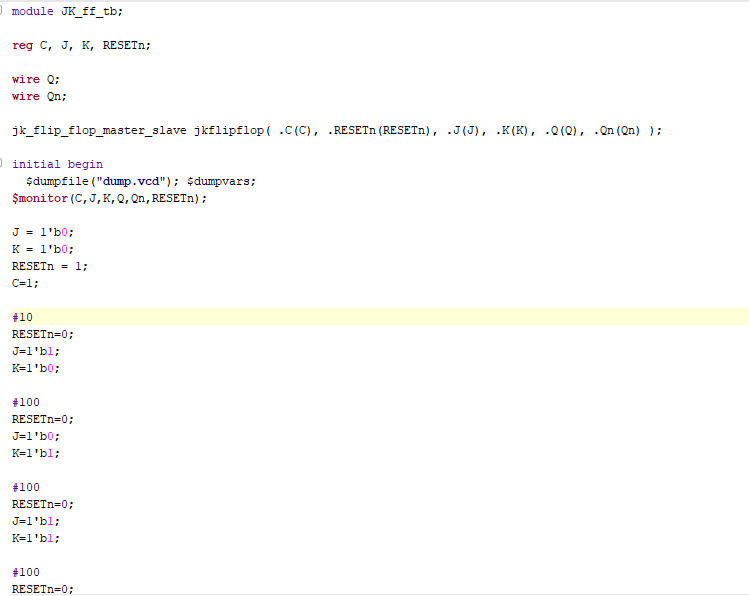 module JK_ff_tb;
reg C, J, K, RESETn;
wire Q;
wire Qn;
jk_flip_flop_master_slave jkflipflop( .C(C), .RESETn(RESETn), .J(J), .K(K), .Q(Q), .Qn(Qn) );
initial begin
$dumpfile("dump.vcd"); $dumpvars;
$monitor(C,J,K,Q,Qn,RESETn);
J = 1'b0;
K = 1'b0;
RESETn = 1;
C=1;
#10
RESETn=0;
J=1'b1;
K=1'b0;
#100
RESETn=0;
J=1'b0;
K=1'b1;
#100
RESETn=0;
J=1'b1;
K=1'b1;
#100
RESETn=0;